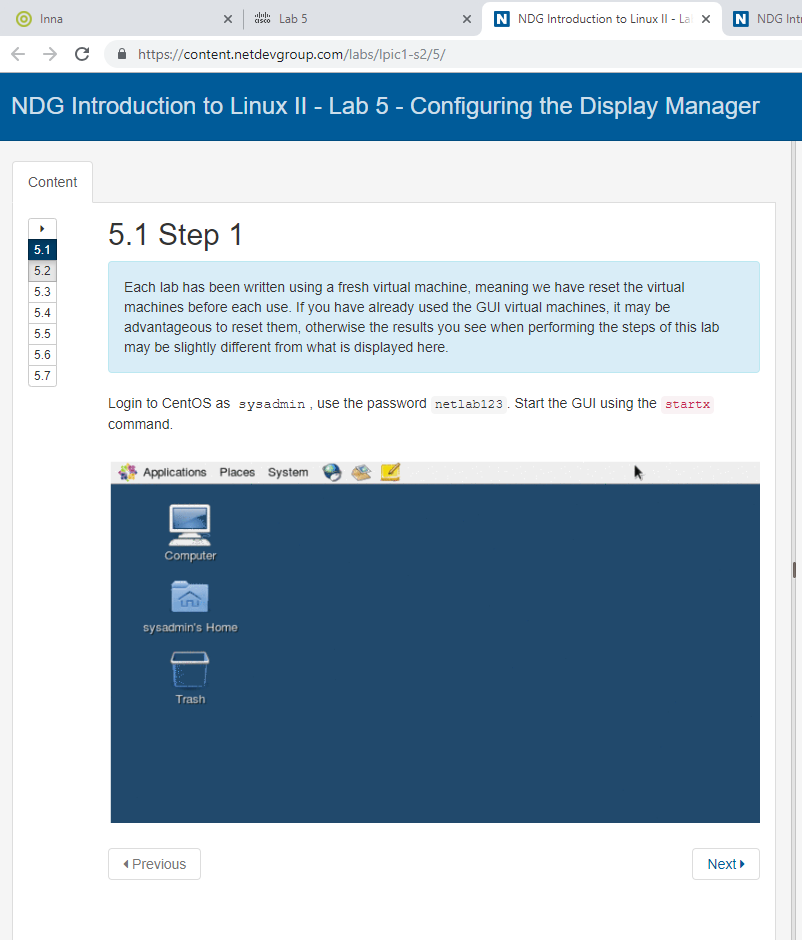 Inna
cisco
Lab 5
N NDG Introduction to Linux II - La
N NDG Intr
https://content.netdevgroup.com/labs/lpic1-s2/5/
NDG Introduction to Linux II - Lab 5 - Configuring the Display Manager
Content
5.1
5.2
5.3
5.4
5.5
5.6
5.7
5.1 Step 1
Each lab has been written using a fresh virtual machine, meaning we have reset the virtual
machines before each use. If you have already used the GUI virtual machines, it may be
advantageous to reset them, otherwise the results you see when performing the steps of this lab
may be slightly different from what is displayed here.
Login to CentOS as sysadmin , use the password netlab123 . Start the GUI using the startx
command.
Applications Places System
Computer
sysadmin's Home
Trash
Previous
Next